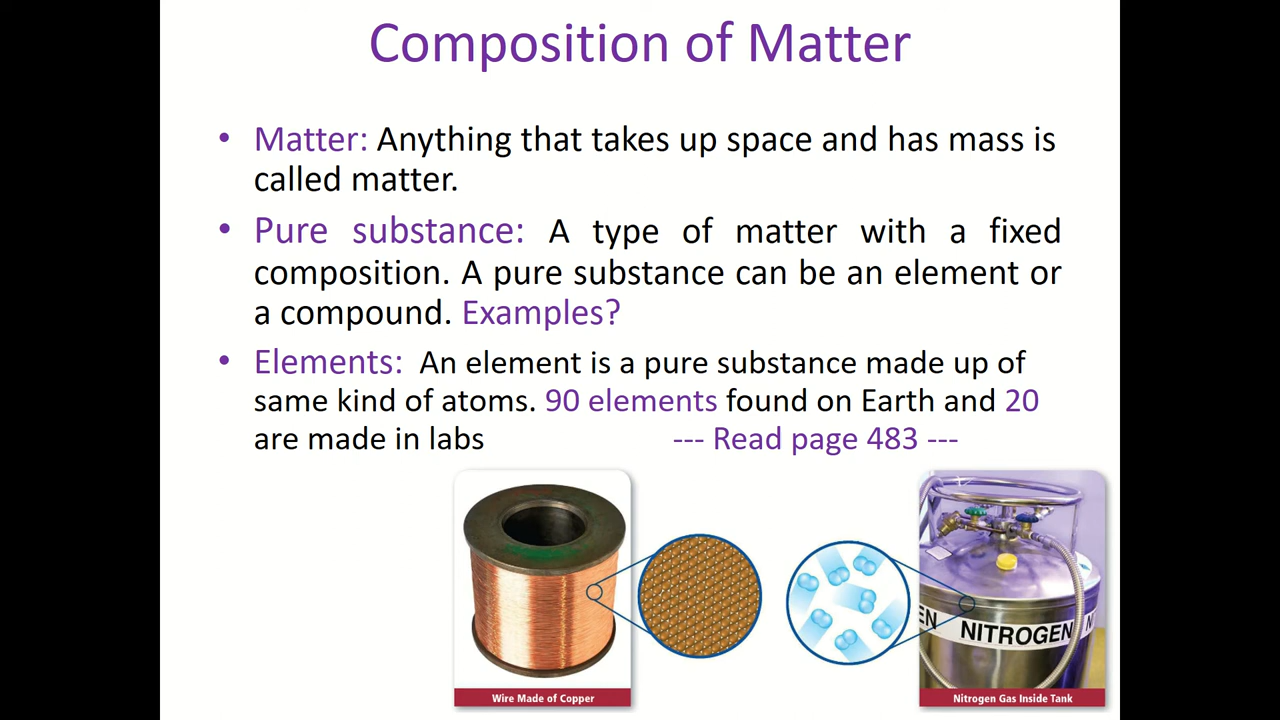 Composition of Matter
• Matter: Anything that takes up space and has mass is
called matter.
• Pure substance: A type of matter with a fixed
composition. A pure substance can be an element or
a compound. Examples?
• Elements: An element is a pure substance made up of
same kind of atoms. 90 elements found on Earth and 20
are made in labs --- Read page 483 ---
EN NITROGEN N
Wire Made of Copper
Nitrogen Gas Inside Tank